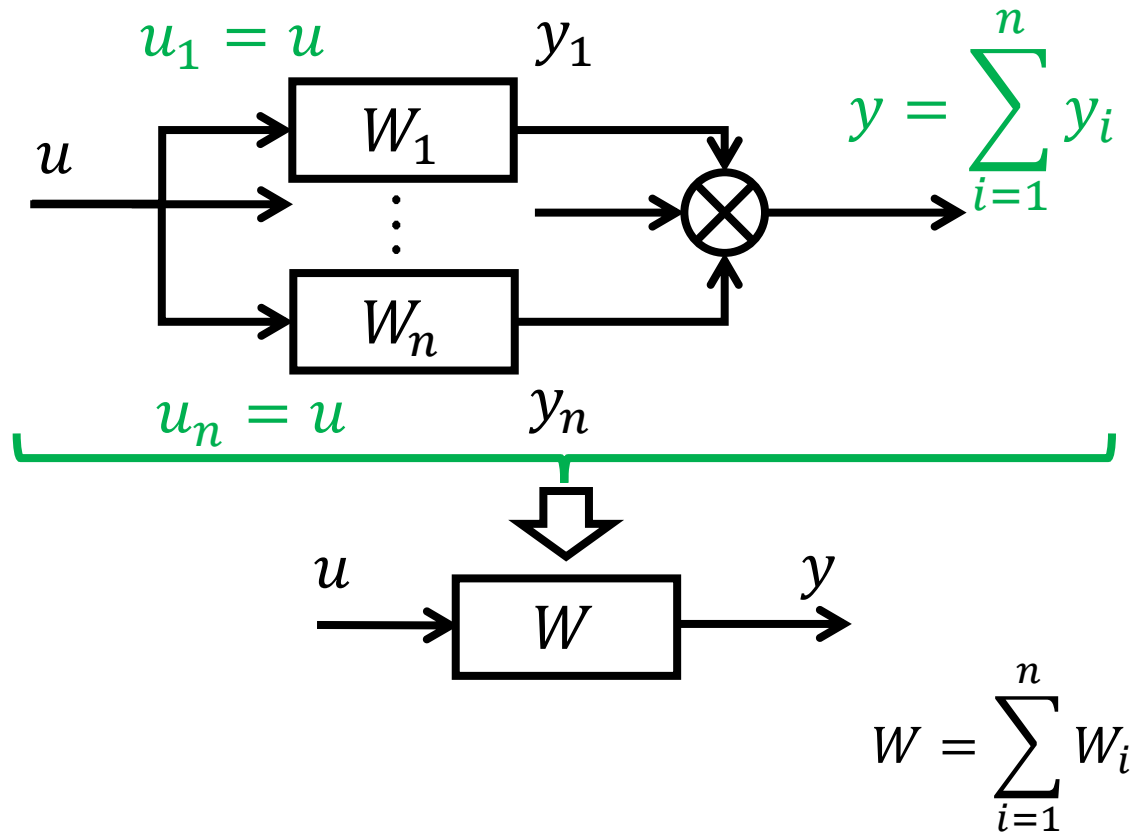 u₁ = u
y₁
y = ∑ᵢ₌₁ⁿ yᵢ
u
W₁
⋮
Wₙ
uₙ = u
yₙ
u
y
W
W = ∑ᵢ₌₁ⁿ Wᵢ